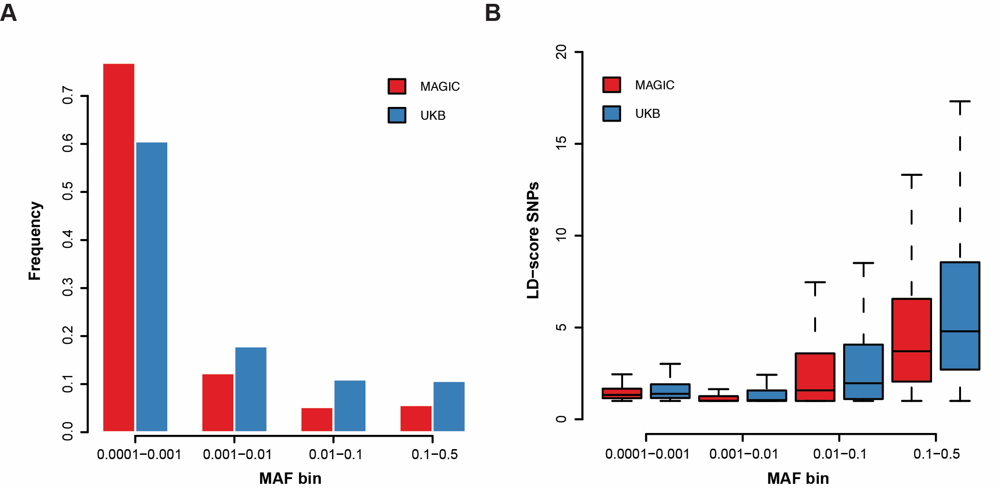 A
Frequency
0.7
0.6
0.5
0.4
0.3
0.2
0.1
0.0
MAGIC
UKB
0.0001−0.001 0.001−0.01 0.01−0.1 0.1−0.5
MAF bin
B
LD−score SNPs
20
15
10
5
0
MAGIC
UKB
0.0001−0.001 0.001−0.01 0.01−0.1 0.1−0.5
MAF bin